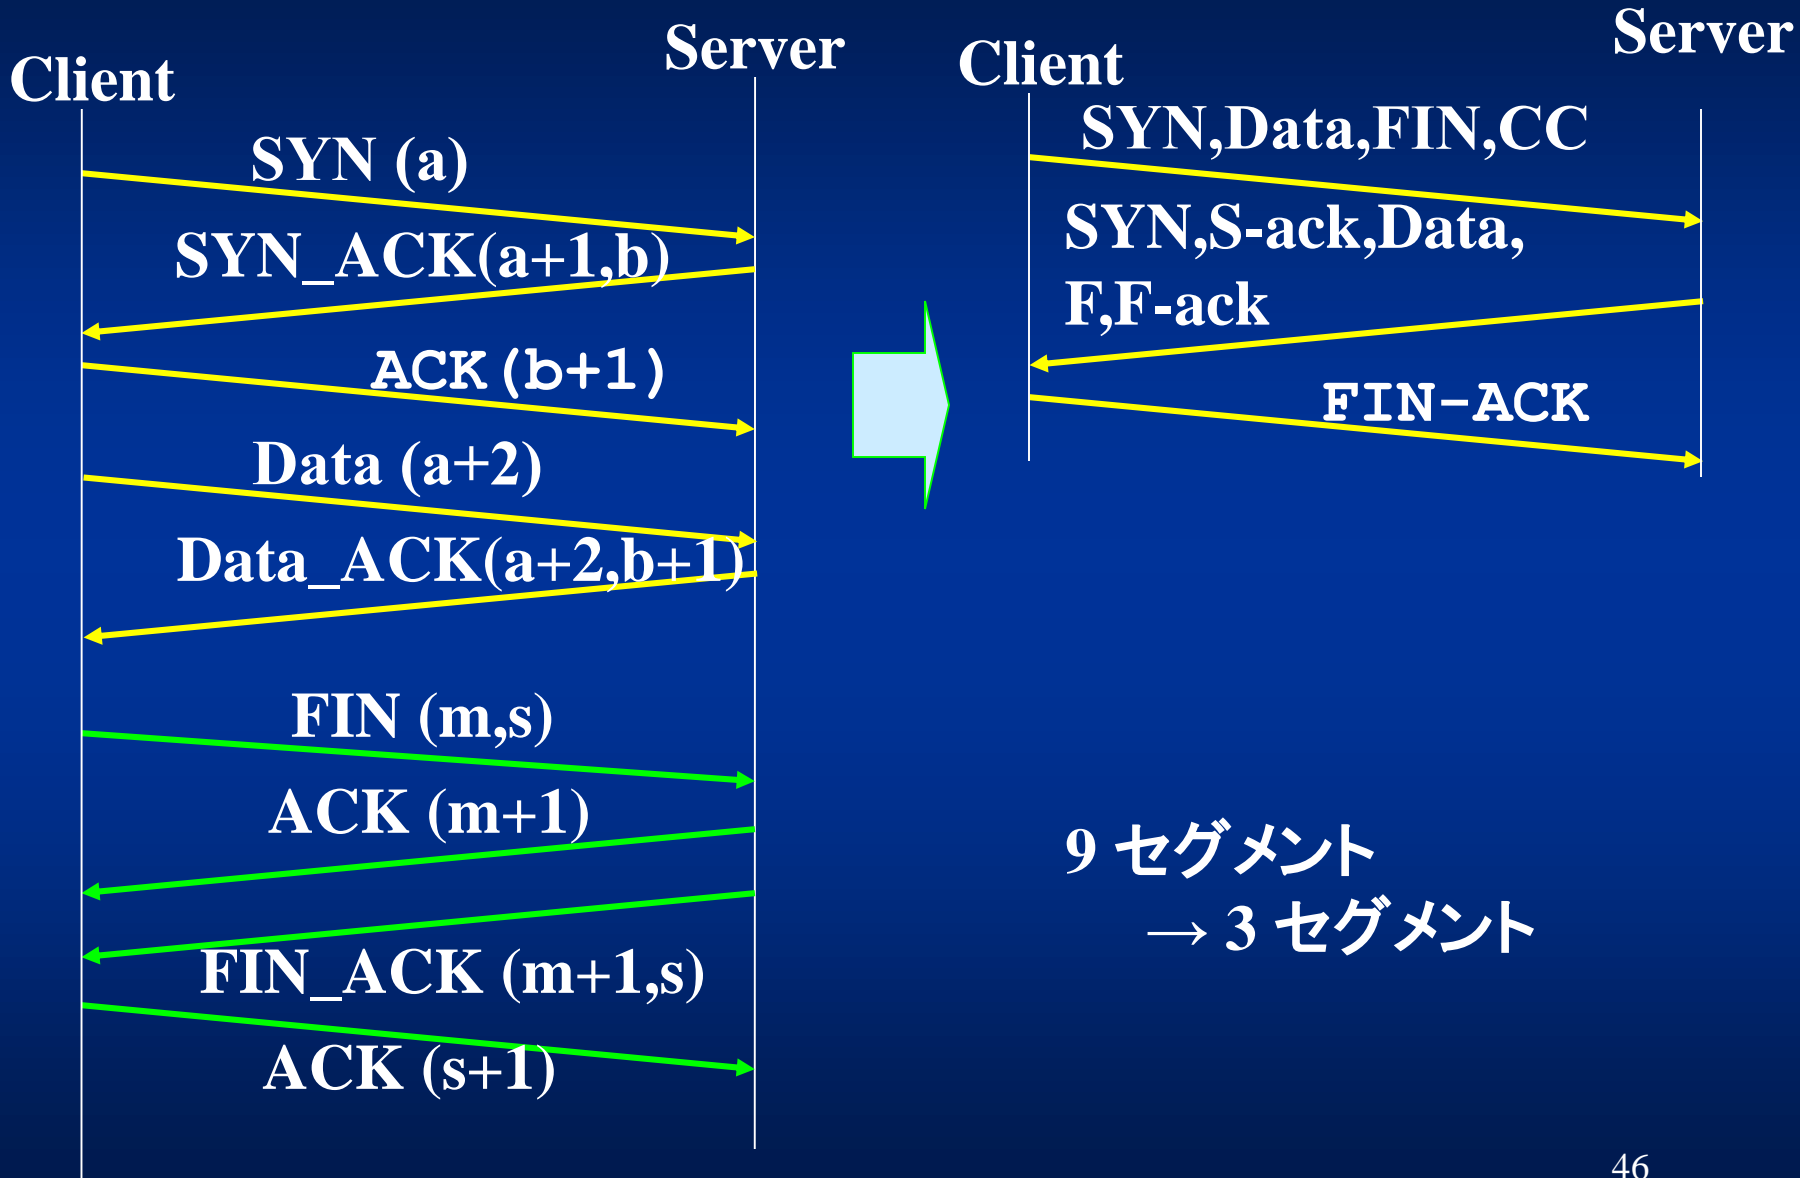 Client
Server
SYN (a)
SYN_ACK(a+1,b)
ACK(b+1)
Data (a+2)
Data_ACK(a+2,b+1)
FIN (m,s)
ACK (m+1)
FIN_ACK (m+1,s)
ACK (s+1)
Client
Server
SYN,Data,FIN,CC
SYN,S-ack,Data,
F,F-ack
FIN-ACK
9 セグメント
→ 3 セグメント
46